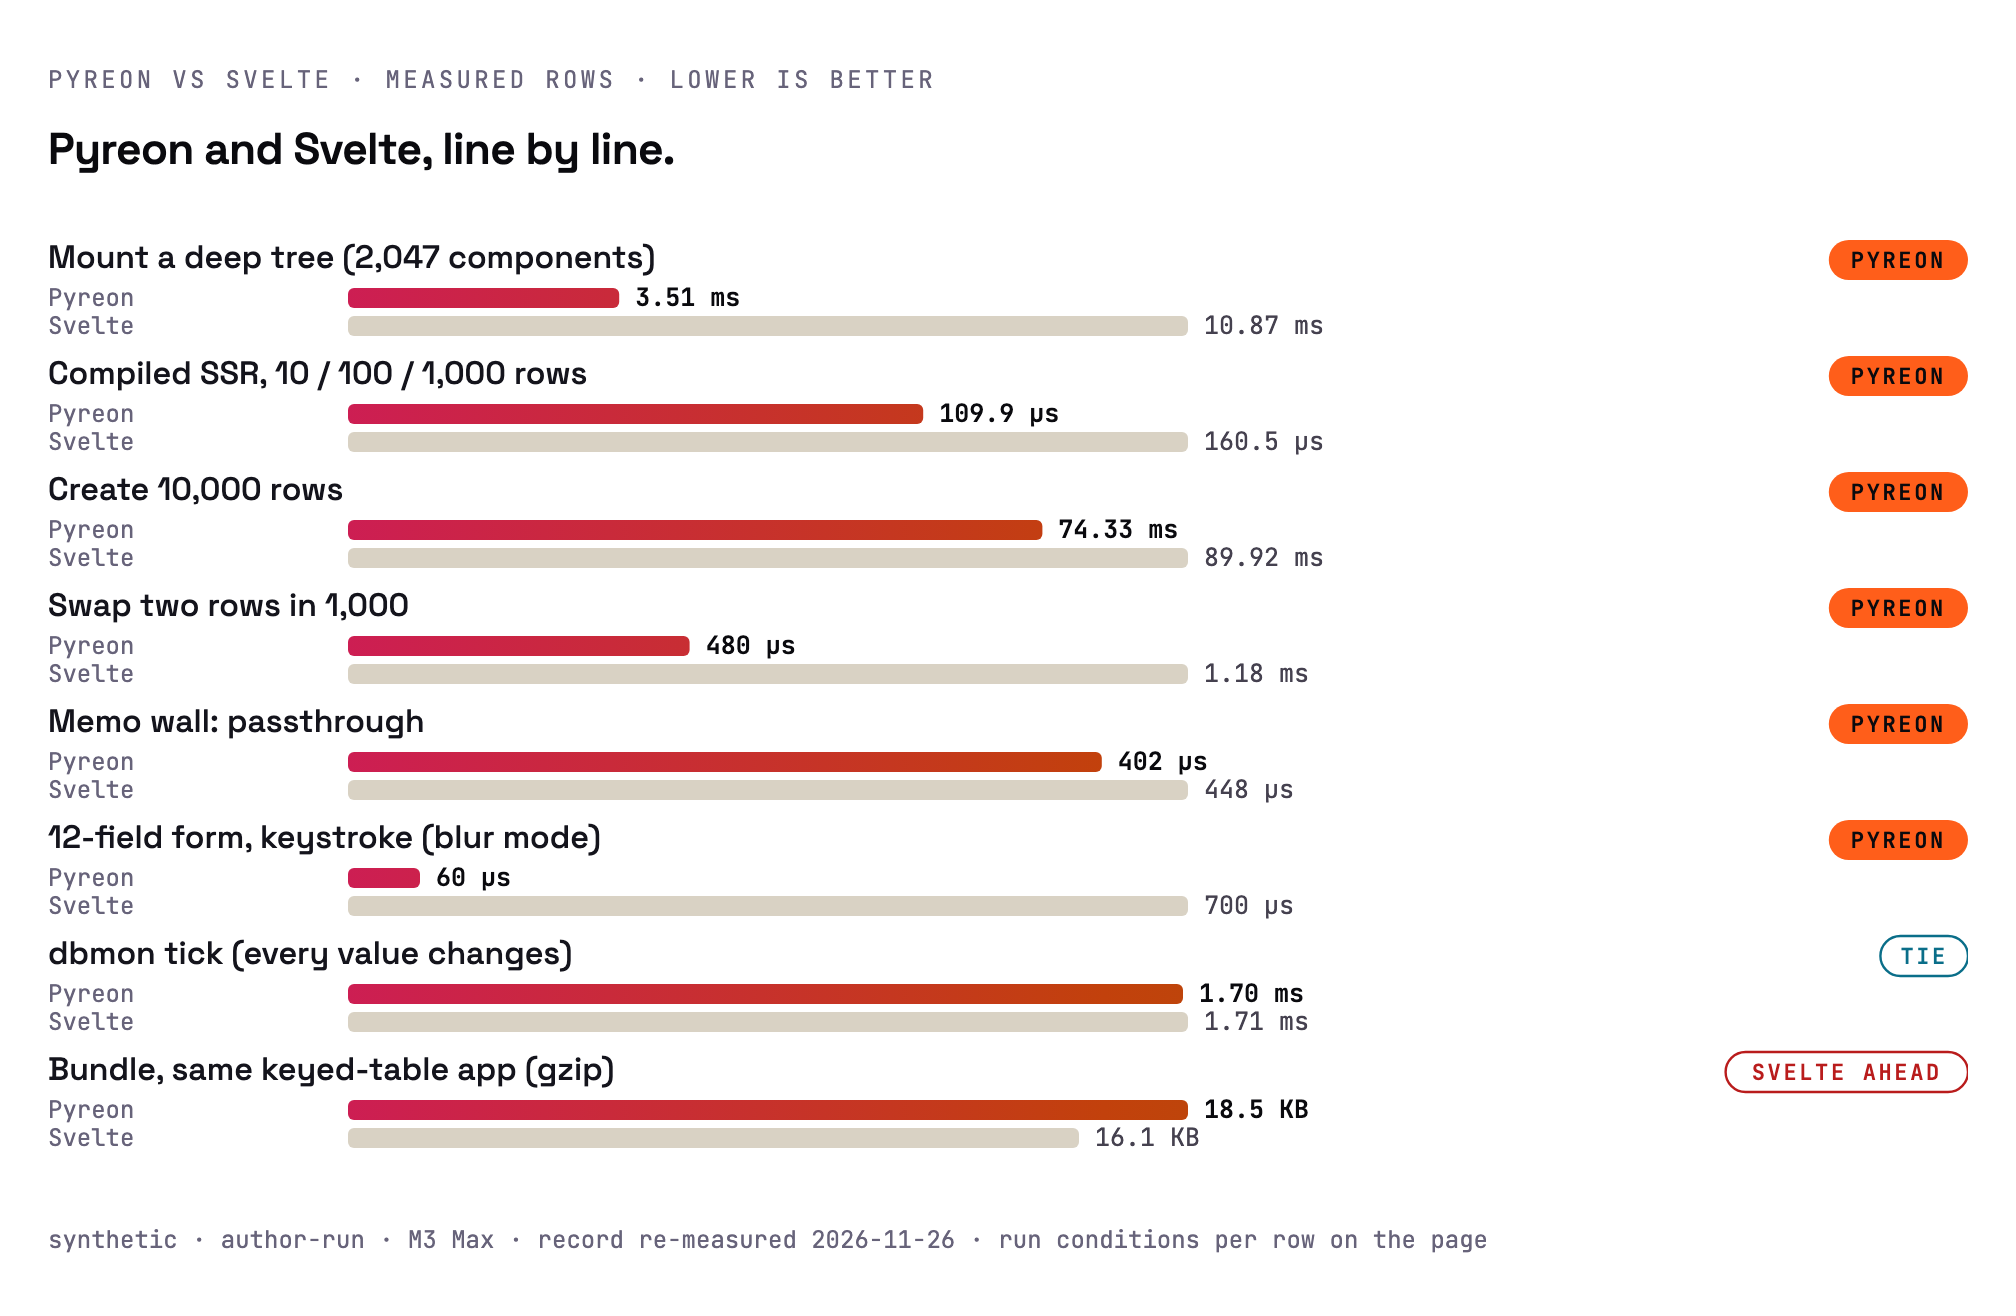 PYREON VS SVELTE · MEASURED ROWS · LOWER IS BETTER
Pyreon and Svelte, line by line.
Mount a deep tree (2,047 components) PYREON
Pyreon 3.51 ms
Svelte 10.87 ms
Compiled SSR, 10 / 100 / 1,000 rows PYREON
Pyreon 109.9 µs
Svelte 160.5 µs
Create 10,000 rows PYREON
Pyreon 74.33 ms
Svelte 89.92 ms
Swap two rows in 1,000 PYREON
Pyreon 480 µs
Svelte 1.18 ms
Memo wall: passthrough PYREON
Pyreon 402 µs
Svelte 448 µs
12-field form, keystroke (blur mode) PYREON
Pyreon 60 µs
Svelte 700 µs
dbmon tick (every value changes) TIE
Pyreon 1.70 ms
Svelte 1.71 ms
Bundle, same keyed-table app (gzip) SVELTE AHEAD
Pyreon 18.5 KB
Svelte 16.1 KB
synthetic · author-run · M3 Max · record re-measured 2026-11-26 · run conditions per row on the page